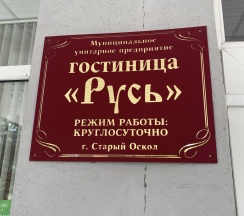 Муниципальное
унитарное предприятие
ГОСТИНИЦА
«Русь»
РЕЖИМ РАБОТЫ:
КРУГЛОСУТОЧНО
г. Старый Оскол